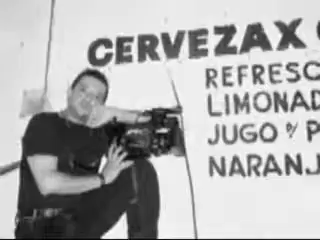 CERVEZAX
REFRESC
LIMONAD
JUGO D/ P
NARANJ